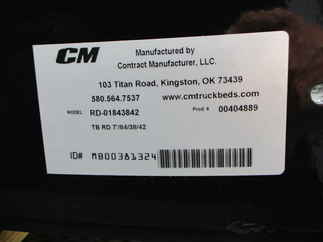 CM
Manufactured by
Contract Manufacturer, LLC.
103 Titan Road, Kingston, OK 73439
580.564.7537 www.cmtruckbeds.com
MODEL RD-01843842 Prod # 00404889
TB RD 7'/84/38/42
ID# MB00381324